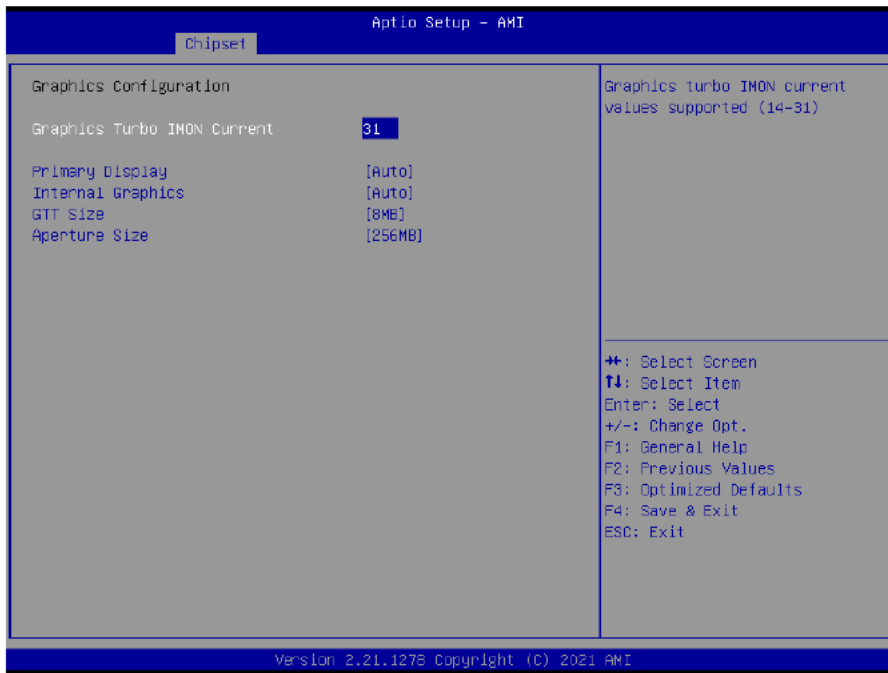 Aptio Setup – AMI
Chipset
Graphics Configuration
Graphics Turbo IMON Current 31
Primary Display [Auto]
Internal Graphics [Auto]
GTT Size [8MB]
Aperture Size [256MB]
Graphics turbo IMON current
values supported (14-31)
→←: Select Screen
↑↓: Select Item
Enter: Select
+/-: Change Opt.
F1: General Help
F2: Previous Values
F3: Optimized Defaults
F4: Save & Exit
ESC: Exit
Version 2.21.1278 Copyright (C) 2021 AMI